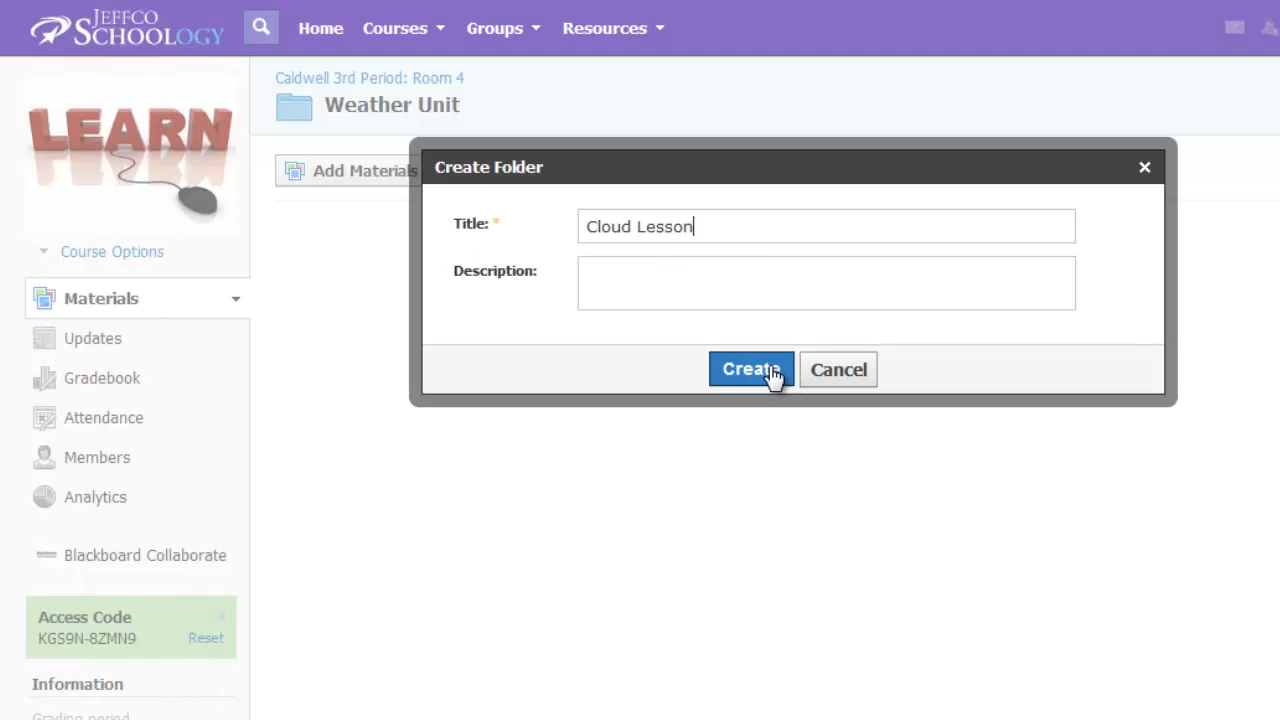 JEFFCO
SCHOOLOGY
Home
Courses
Groups
Resources
Caldwell 3rd Period: Room 4
Weather Unit
LEARN
Add Materials
Create Folder
Title: *
Cloud Lesson
Description:
Create
Cancel
Course Options
Materials
Updates
Gradebook
Attendance
Members
Analytics
Blackboard Collaborate
Access Code
KGS9N-8ZMN9
Reset
Information
Grading period